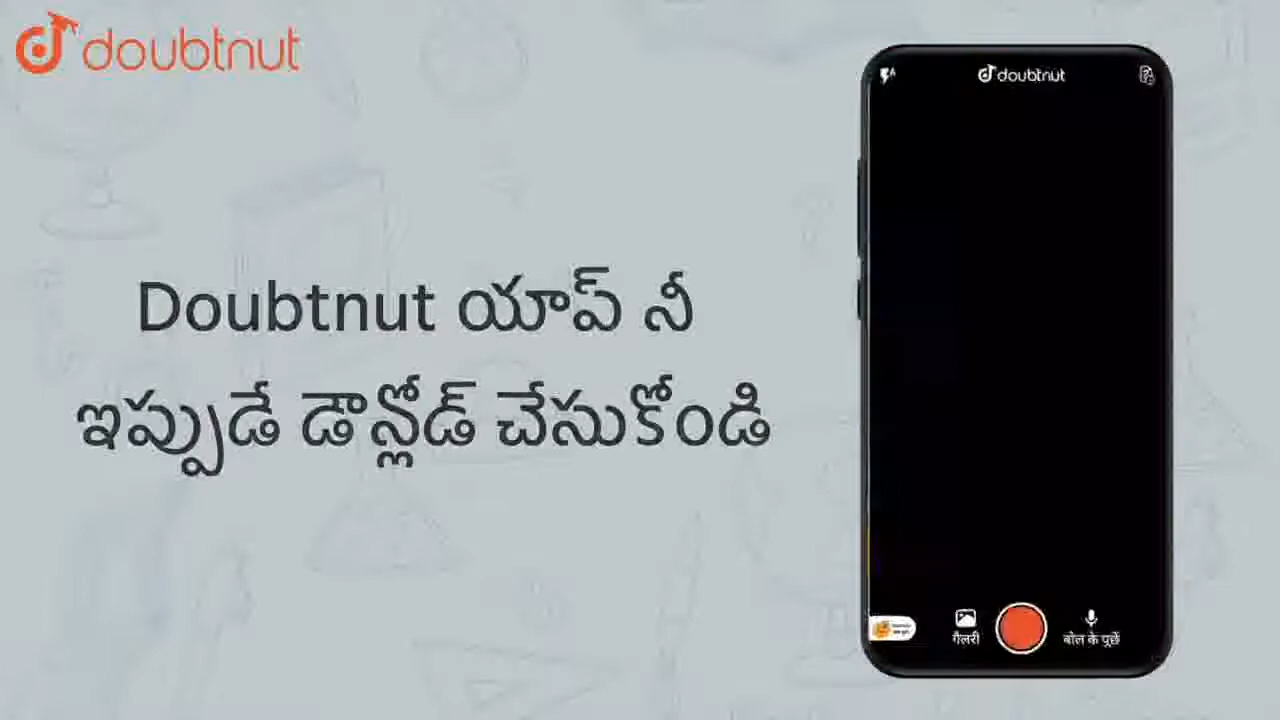 doubtnut
doubtnut
Doubtnut యాప్ నీ
ఇప్పుడే డౌన్లోడ్ చేసుకోండి
गैलरी
बोल के पूछें